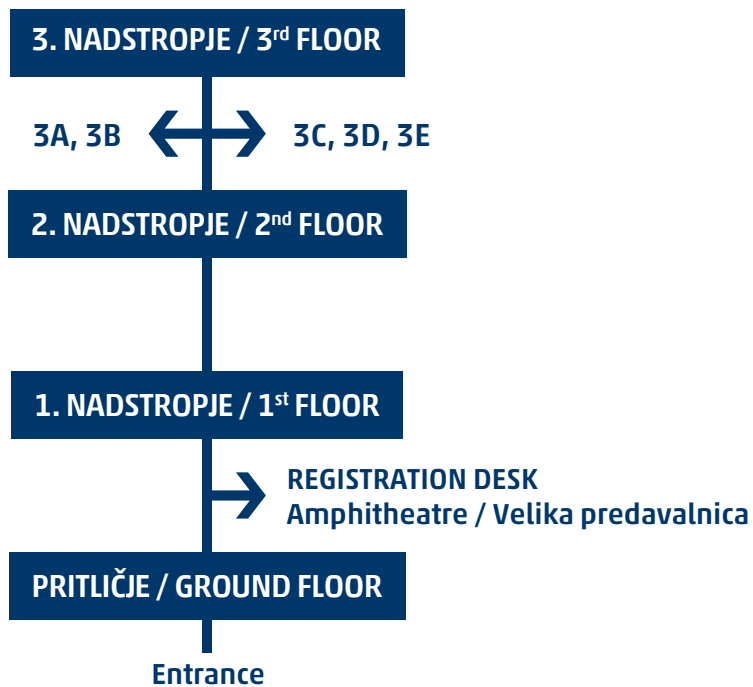 3. NADSTROPJE / 3rd FLOOR
3A, 3B
3C, 3D, 3E
2. NADSTROPJE / 2nd FLOOR
1. NADSTROPJE / 1st FLOOR
REGISTRATION DESK
Amphitheatre / Velika predavalnica
PRITLIČJE / GROUND FLOOR
Entrance